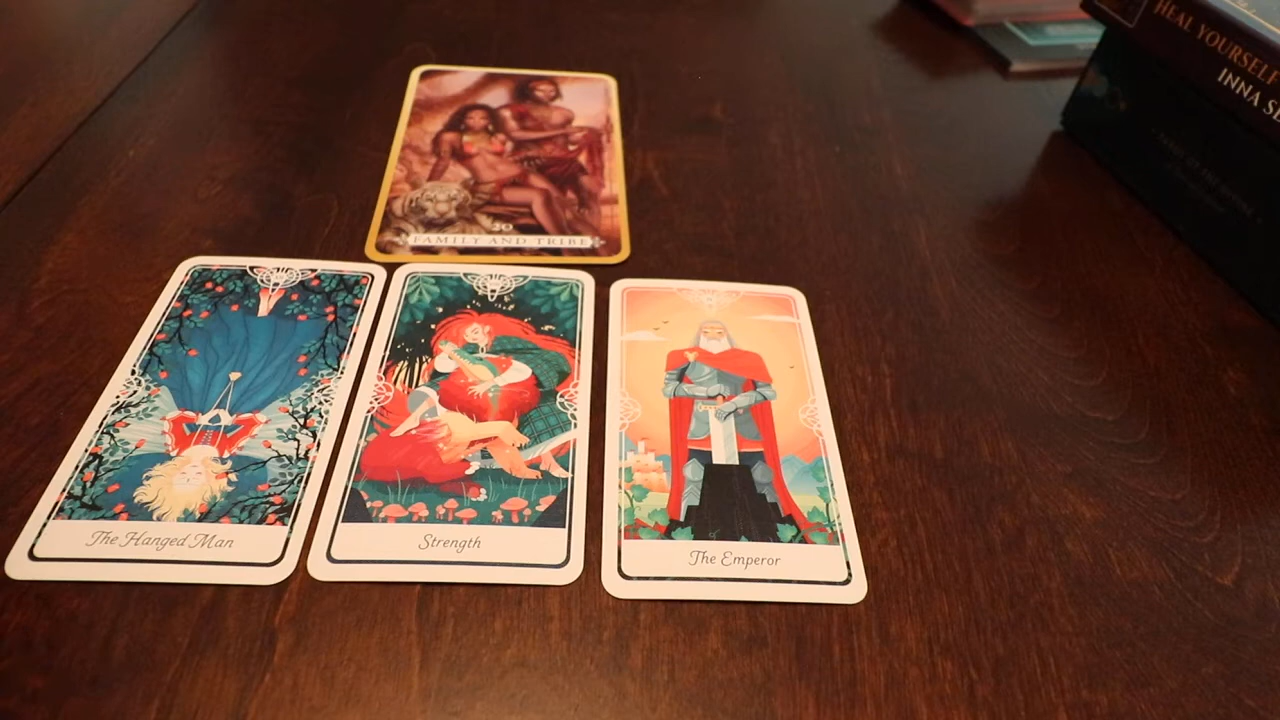 HEAL YOURSELF
INNA SE
20
FAMILY AND TRIBE
The Hanged Man
Strength
The Emperor